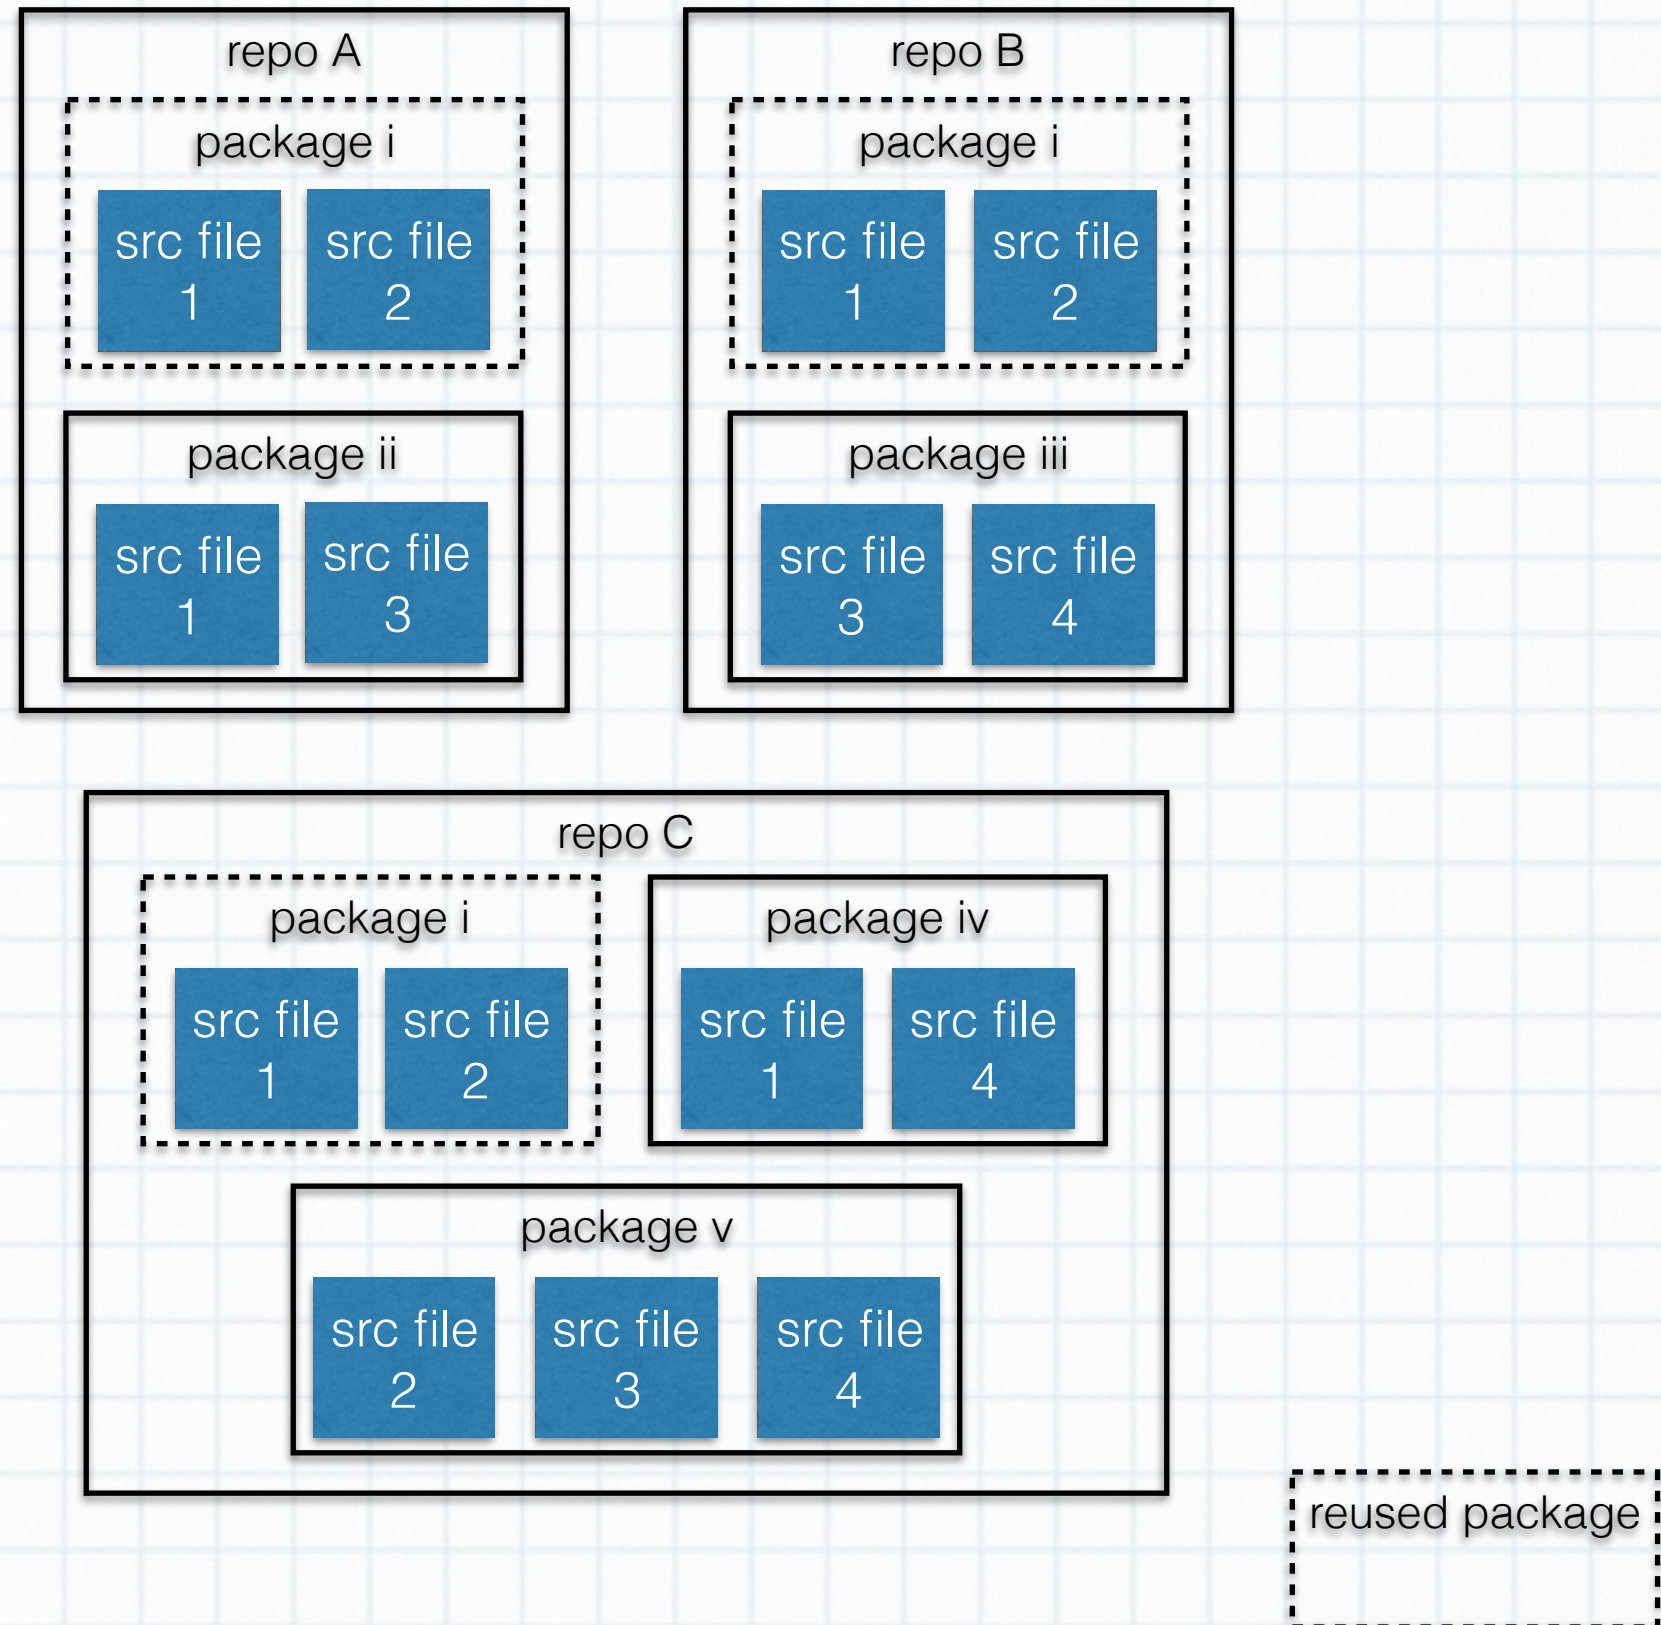 repo A
package i
src file
1
src file
2
package ii
src file
1
src file
3
repo B
package i
src file
1
src file
2
package iii
src file
3
src file
4
repo C
package i
src file
1
src file
2
package iv
src file
1
src file
4
package v
src file
2
src file
3
src file
4
reused package